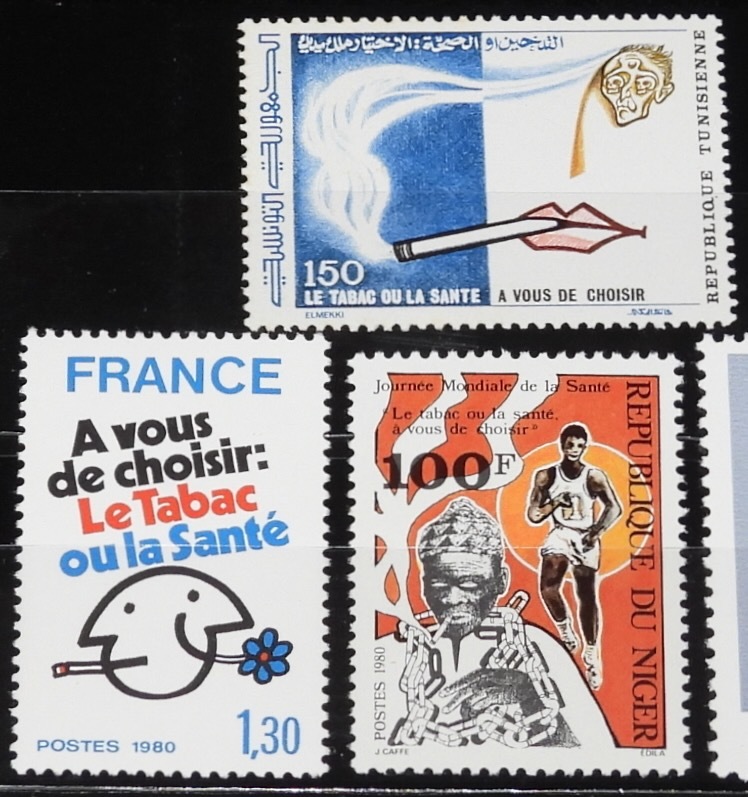 التدخين او الصحة : الاختيار ملك يديك
الجمهورية التونسية
REPUBLIQUE TUNISIENNE
150
LE TABAC OU LA SANTE A VOUS DE CHOISIR
ELMEKKI
FRANCE
A vous
de choisir:
Le Tabac
ou la Santé
POSTES 1980
1,30
Journée Mondiale de la Santé
"Le tabac ou la santé,
à vous de choisir"
100F
REPUBLIQUE DU NIGER
POSTES 1980
J. CAFFE
EDILA